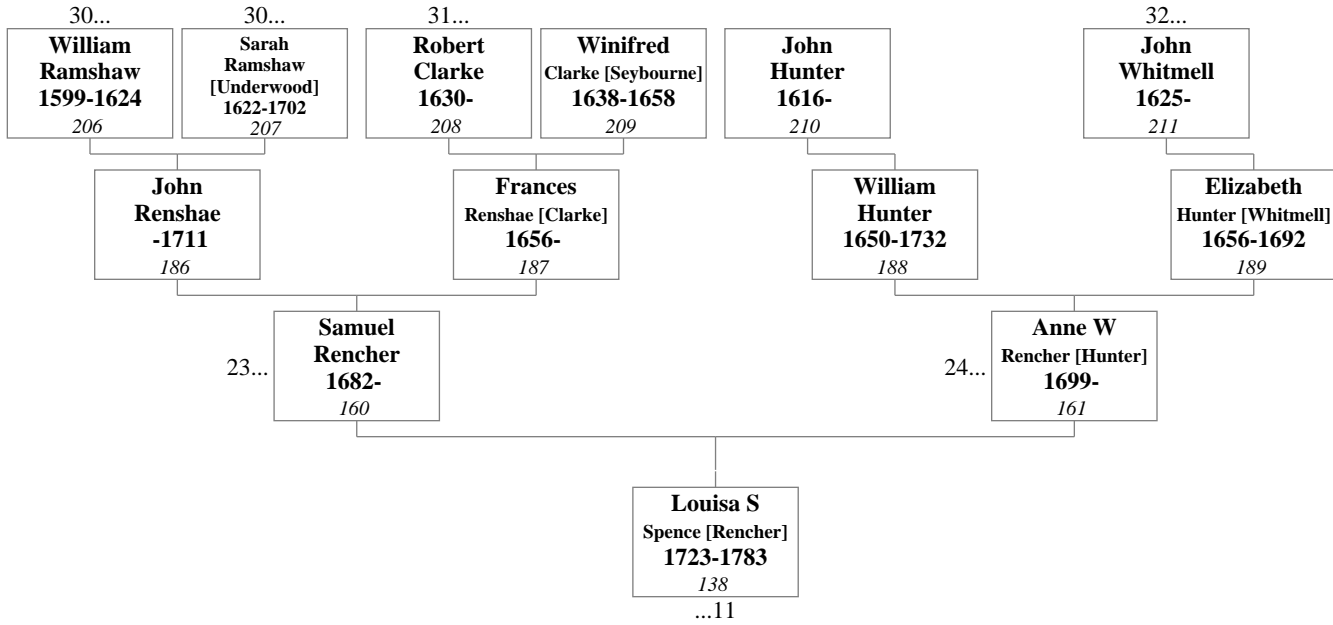 30...
30...
31...
32...
William
Ramshaw
1599-1624
206
Sarah
Ramshaw
[Underwood]
1622-1702
207
Robert
Clarke
1630-
208
Winifred
Clarke [Seybourne]
1638-1658
209
John
Hunter
1616-
210
John
Whitmell
1625-
211
John
Renshae
-1711
186
Frances
Renshae [Clarke]
1656-
187
William
Hunter
1650-1732
188
Elizabeth
Hunter [Whitmell]
1656-1692
189
23...
Samuel
Rencher
1682-
160
24...
Anne W
Rencher [Hunter]
1699-
161
Louisa S
Spence [Rencher]
1723-1783
138
...11